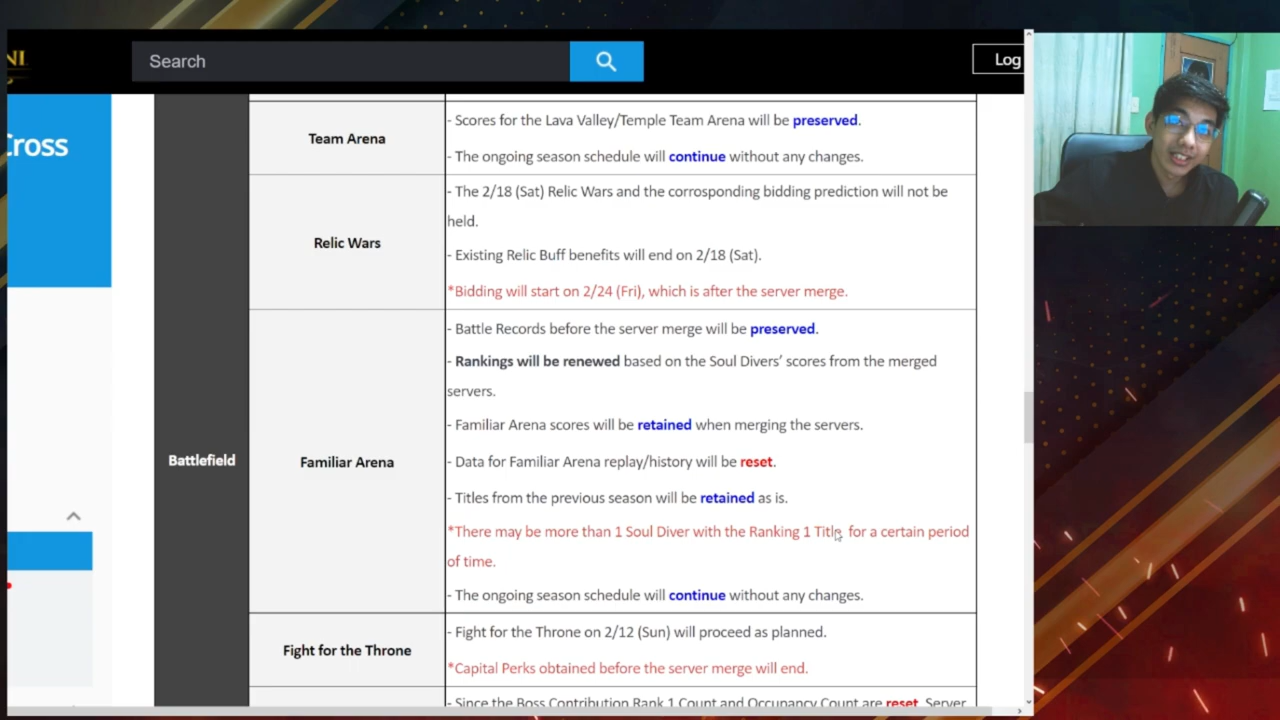 NI
Search
Log
Cross
Battlefield
Team Arena
- Scores for the Lava Valley/Temple Team Arena will be preserved.
- The ongoing season schedule will continue without any changes.
Relic Wars
- The 2/18 (Sat) Relic Wars and the corrosponding bidding prediction will not be
held.
- Existing Relic Buff benefits will end on 2/18 (Sat).
*Bidding will start on 2/24 (Fri), which is after the server merge.
Familiar Arena
- Battle Records before the server merge will be preserved.
- Rankings will be renewed based on the Soul Divers' scores from the merged
servers.
- Familiar Arena scores will be retained when merging the servers.
- Data for Familiar Arena replay/history will be reset.
- Titles from the previous season will be retained as is.
*There may be more than 1 Soul Diver with the Ranking 1 Title for a certain period
of time.
- The ongoing season schedule will continue without any changes.
Fight for the Throne
- Fight for the Throne on 2/12 (Sun) will proceed as planned.
*Capital Perks obtained before the server merge will end.
- Since the Boss Contribution Rank 1 Count and Occupancy Count are reset, Server